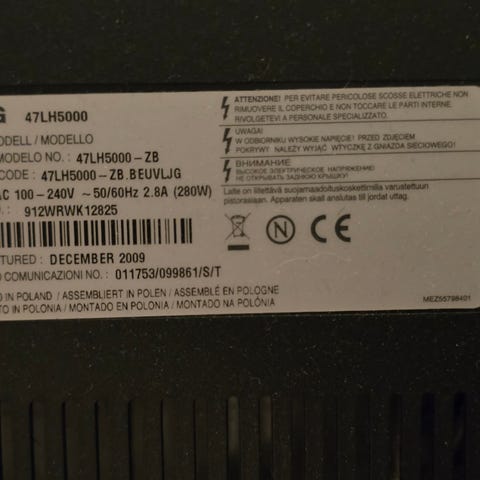 G 47LH5000
ODELL / MODELLO
MODELO NO. : 47LH5000-ZB
CODE: 47LH5000-ZB.BEUVLJG
AC 100-240V ~50/60Hz 2.8A (280W)
: 912WRWK12825
TURED : DECEMBER 2009
O COMUNICAZIONI NO. : 011753/099861/S/T
IN POLAND / ASSEMBLIERT IN POLEN / ASSEMBLÉ EN POLOGNE
IN POLONIA / MONTADO EN POLONIA / MONTADO NA POLÓNIA
ATTENZIONE! PER EVITARE PERICOLOSE SCOSSE ELETTRICHE NON
RIMUOVERE IL COPERCHIO E NON TOCCARE LE PARTI INTERNE.
RIVOLGETEVI A PERSONALE SPECIALIZZATO.
UWAGA!
W ODBIORNIKU WYSOKIE NAPIĘCIE! PRZED ZDJĘCIEM
POKRYWY NALEŻY WYJĄĆ WTYCZKĘ Z GNIAZDA SIECIOWEGO!
ВНИМАНИЕ
ВЫСОКОЕ ЭЛЕКТРИЧЕСКОЕ НАПРЯЖЕНИЕ!
НЕ ОТКРЫВАТЬ ЗАДНЮЮ КРЫШКУ!
Laite on liitettävä suojamaadoituskoskettimilla varustettuun
pistorasiaan. Apparaten skall anslutas till jordat uttag.
N CE
MEZ55798401